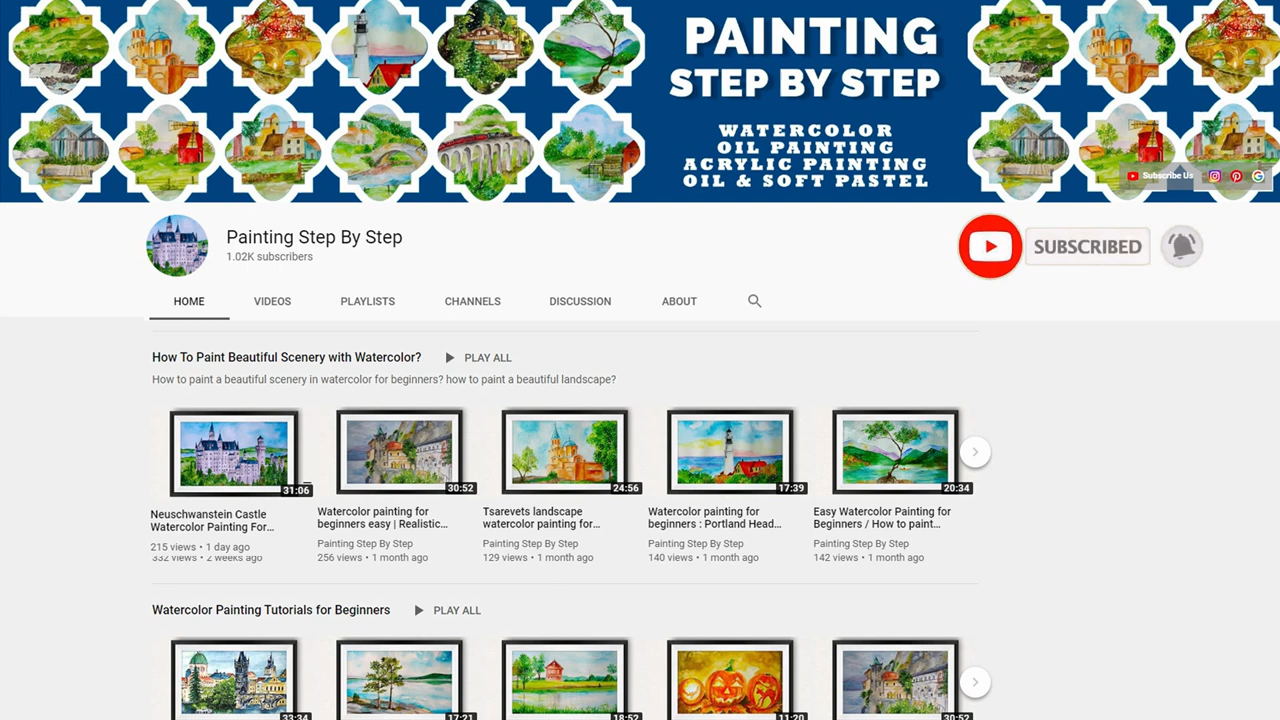 PAINTING
STEP BY STEP
WATERCOLOR
OIL PAINTING
ACRYLIC PAINTING
OIL & SOFT PASTEL
Subscribe Us
Painting Step By Step
1.02K subscribers
SUBSCRIBED
HOME VIDEOS PLAYLISTS CHANNELS DISCUSSION ABOUT
How To Paint Beautiful Scenery with Watercolor? PLAY ALL
How to paint a beautiful scenery in watercolor for beginners? how to paint a beautiful landscape?
31:06 30:52 24:56 17:39 20:34
Neuschwanstein Castle
Watercolor Painting For...
215 views • 1 day ago
332 views • 2 weeks ago
Watercolor painting for
beginners easy | Realistic...
Painting Step By Step
256 views • 1 month ago
Tsarevets landscape
watercolor painting for...
Painting Step By Step
129 views • 1 month ago
Watercolor painting for
beginners : Portland Head...
Painting Step By Step
140 views • 1 month ago
Easy Watercolor Painting for
Beginners / How to paint...
Painting Step By Step
142 views • 1 month ago
Watercolor Painting Tutorials for Beginners PLAY ALL
33:34 17:21 18:52 11:20 30:52